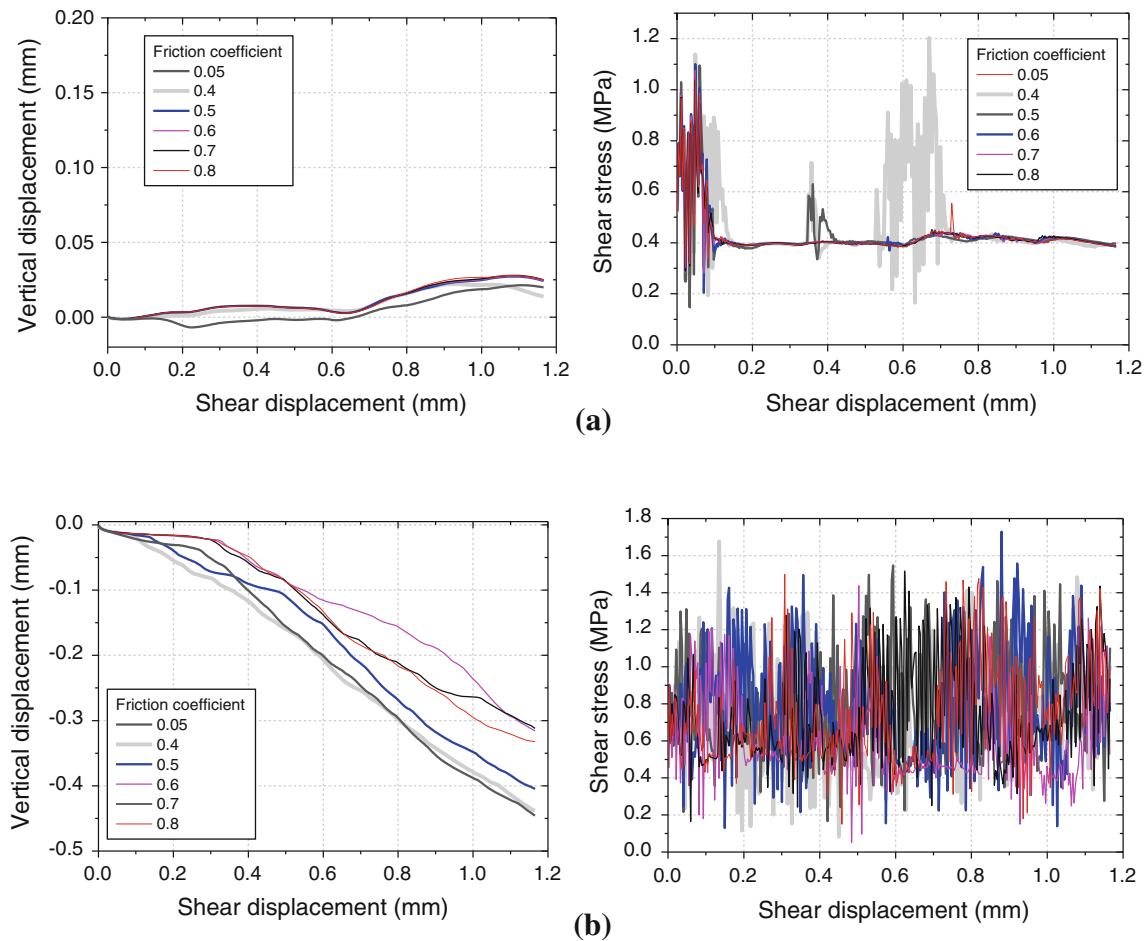 0.20
0.15
0.10
0.05
0.00
Vertical displacement (mm)
Friction coefficient
0.05
0.4
0.5
0.6
0.7
0.8
0.0 0.2 0.4 0.6 0.8 1.0 1.2
Shear displacement (mm)
1.2
1.0
0.8
0.6
0.4
0.2
0.0
Shear stress (MPa)
Friction coefficient
0.05
0.4
0.5
0.6
0.7
0.8
0.0 0.2 0.4 0.6 0.8 1.0 1.2
Shear displacement (mm)
(a)
0.0
-0.1
-0.2
-0.3
-0.4
-0.5
Vertical displacement (mm)
Friction coefficient
0.05
0.4
0.5
0.6
0.7
0.8
0.0 0.2 0.4 0.6 0.8 1.0 1.2
Shear displacement (mm)
1.8
1.6
1.4
1.2
1.0
0.8
0.6
0.4
0.2
0.0
Shear stress (MPa)
0.0 0.2 0.4 0.6 0.8 1.0 1.2
Shear displacement (mm)
(b)